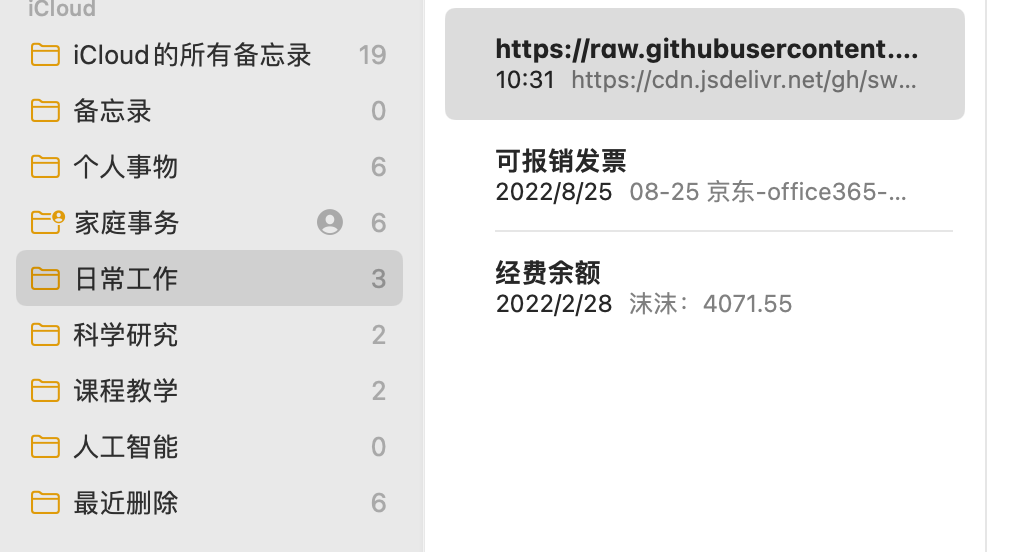 iCloud
iCloud的所有备忘录 19
备忘录 0
个人事物 6
家庭事务 6
日常工作 3
科学研究 2
课程教学 2
人工智能 0
最近删除 6
https://raw.githubusercontent....
10:31 https://cdn.jsdelivr.net/gh/sw...
可报销发票
2022/8/25 08-25 京东-office365-...
经费余额
2022/2/28 沫沫：4071.55